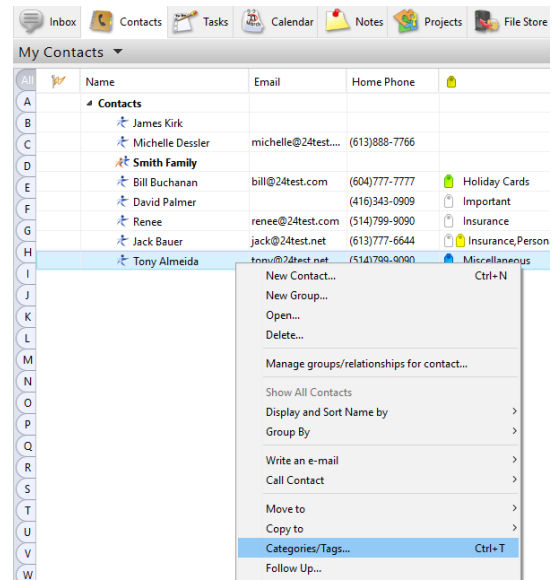 Inbox Contacts Tasks Calendar Notes Projects File Store
My Contacts
All Name Email Home Phone
A Contacts
B James Kirk
C Michelle Dessler michelle@24test.... (613)888-7766
D Smith Family
E Bill Buchanan bill@24test.com (604)777-7777 Holiday Cards
F David Palmer (416)343-0909 Important
G Renee renee@24test.com (514)799-9090 Insurance
Jack Bauer jack@24test.net (613)777-6644 Insurance,Person
H Tony Almeida tony@24test.net (514)799-9090 Miscellaneous
I New Contact... Ctrl+N
J New Group...
K Open...
L Delete...
M Manage groups/relationships for contact...
N Show All Contacts
O Display and Sort Name by
P Group By
Q Write an e-mail
R Call Contact
S
T Move to
U Copy to
V Categories/Tags... Ctrl+T
W Follow Up...